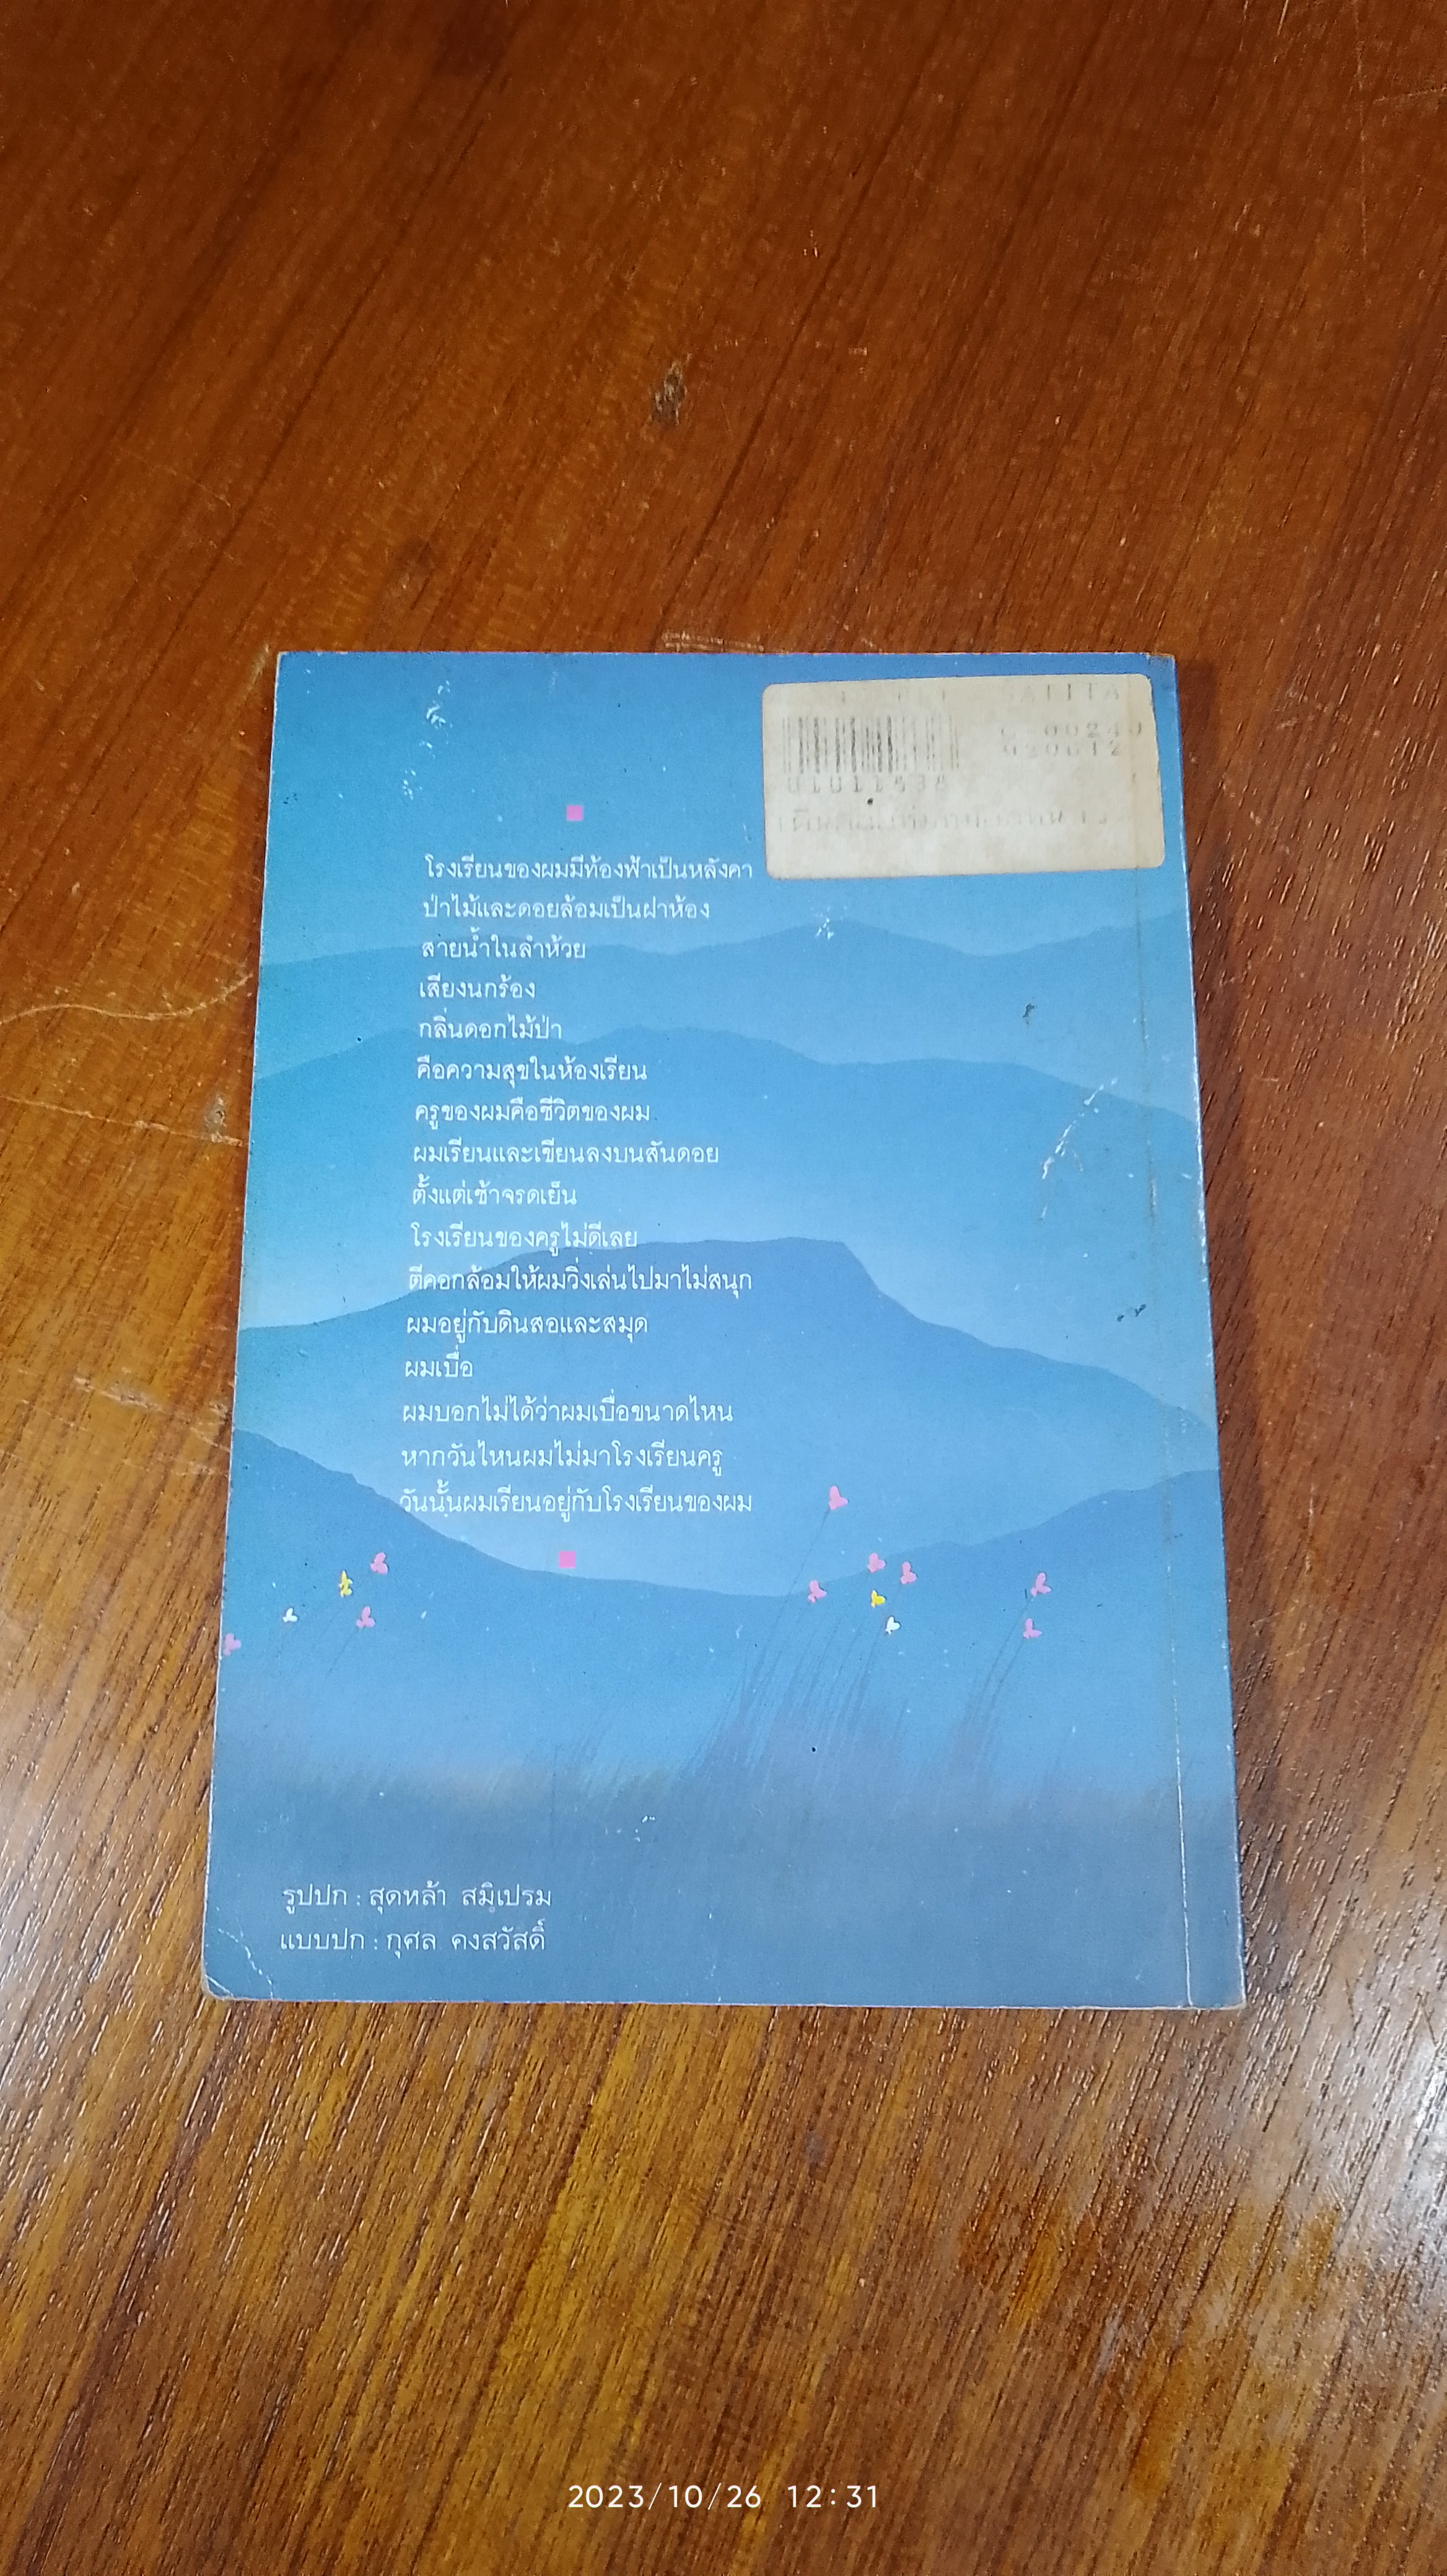 SALITA
โรงเรียนของผมมีท้องฟ้าเป็นหลังคา
ป่าไม้และดอยล้อมเป็นฝาห้อง
สายน้ำในลำห้วย
เสียงนกร้อง
กลิ่นดอกไม้ป่า
คือความสุขในห้องเรียน
ครูของผมคือชีวิตของผม
ผมเรียนและเขียนลงบนสันดอย
ตั้งแต่เช้าจรดเย็น
โรงเรียนของครูไม่ดีเลย
ตีคอกล้อมให้ผมวิ่งเล่นไปมาไม่สนุก
ผมอยู่กับดินสอและสมุด
ผมเบื่อ
ผมบอกไม่ได้ว่าผมเบื่อขนาดไหน
หากวันไหนผมไม่มาโรงเรียนครู
วันนั้นผมเรียนอยู่กับโรงเรียนของผม
รูปปก : สุดหล้า สมิเปรม
แบบปก : กุศล คงสวัสดิ์
2023/10/26 12:31